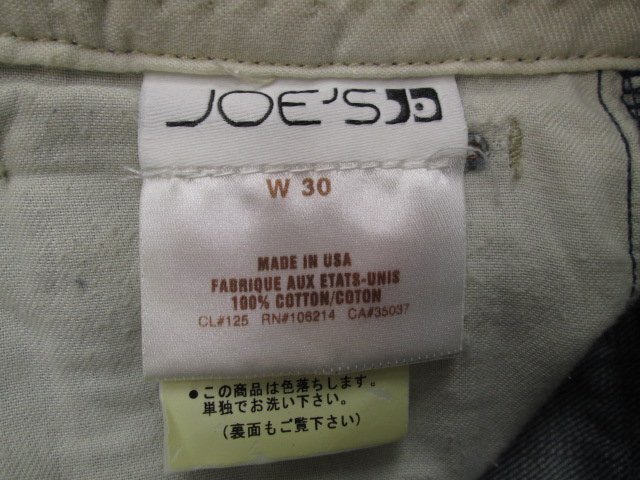 JOE'S
W 30
MADE IN USA
FABRIQUE AUX ETATS-UNIS
100% COTTON/COTON
CL#125 RN#106214 CA#35037
●この商品は色落ちします。
単独でお洗い下さい。
(裏面もご覧下さい)